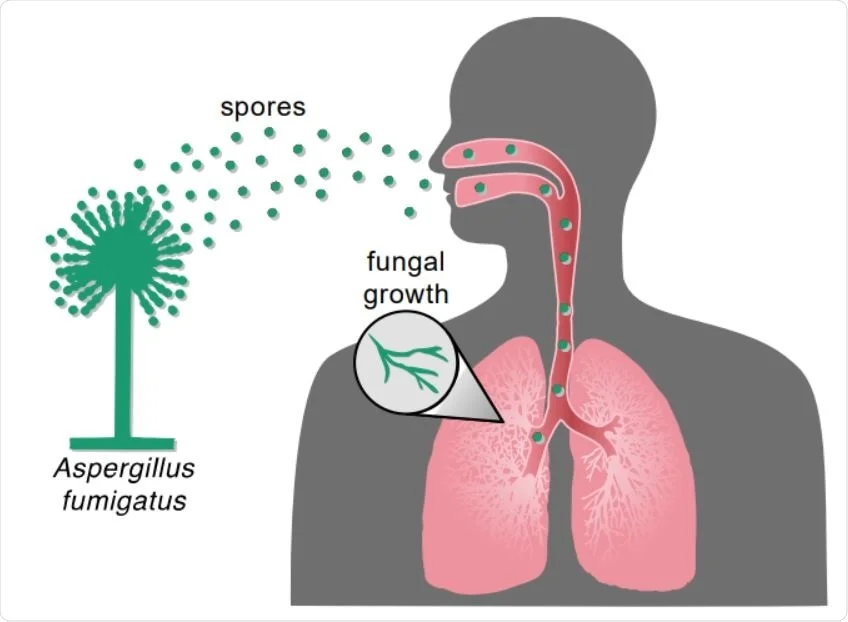 spores
fungal
growth
Aspergillus
fumigatus